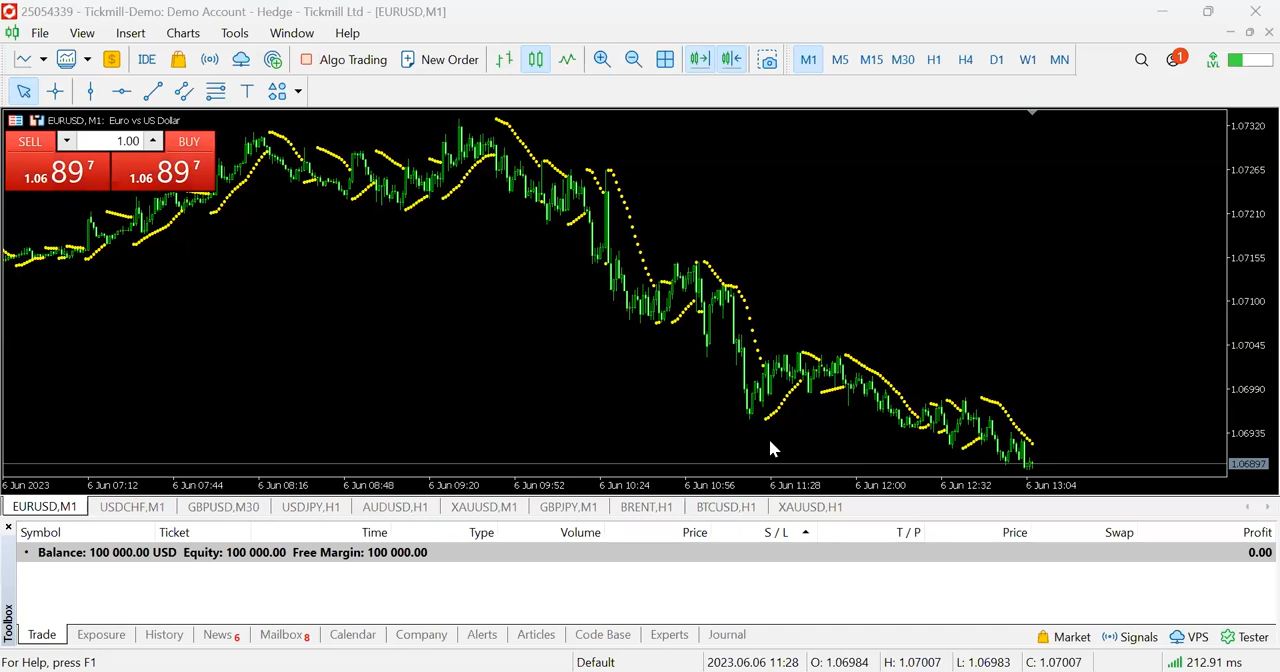 25054339 - Tickmill-Demo: Demo Account - Hedge - Tickmill Ltd - [EURUSD,M1]
File View Insert Charts Tools Window Help
IDE Algo Trading New Order M1 M5 M15 M30 H1 H4 D1 W1 MN 1 LVL
T
EURUSD, M1: Euro vs US Dollar
SELL 1.00 BUY
1.06 89 7 1.06 89 7
1.07320
1.07265
1.07210
1.07155
1.07100
1.07045
1.06990
1.06935
1.06897
6 Jun 2023 6 Jun 07:12 6 Jun 07:44 6 Jun 08:16 6 Jun 08:48 6 Jun 09:20 6 Jun 09:52 6 Jun 10:24 6 Jun 10:56 6 Jun 11:28 6 Jun 12:00 6 Jun 12:32 6 Jun 13:04
EURUSD,M1 USDCHF,M1 GBPUSD,M30 USDJPY,H1 AUDUSD,H1 XAUUSD,M1 GBPJPY,M1 BRENT,H1 BTCUSD,H1 XAUUSD,H1
Symbol Ticket Time Type Volume Price S / L T / P Price Swap Profit
Balance: 100 000.00 USD Equity: 100 000.00 Free Margin: 100 000.00 0.00
Toolbox
Trade Exposure History News 6 Mailbox 8 Calendar Company Alerts Articles Code Base Experts Journal Market Signals VPS Tester
For Help, press F1 Default 2023.06.06 11:28 O: 1.06984 H: 1.07007 L: 1.06983 C: 1.07007 212.91 ms